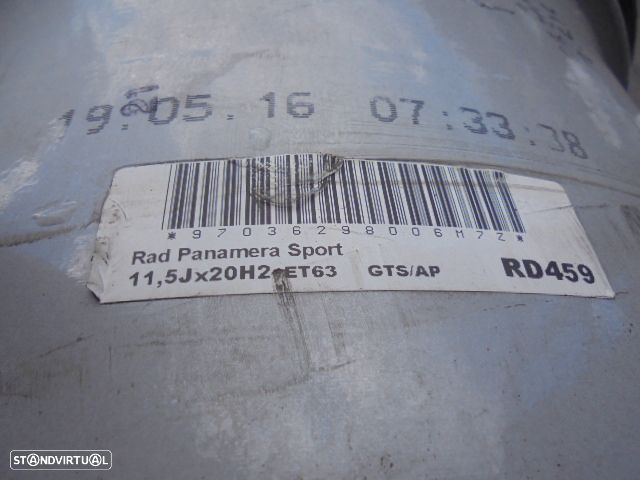 19.05.16 07:33:38
*97036298006M7Z*
Rad Panamera Sport
11,5Jx20H2 ET63 GTS/AP RD459
STANDVIRTUAL